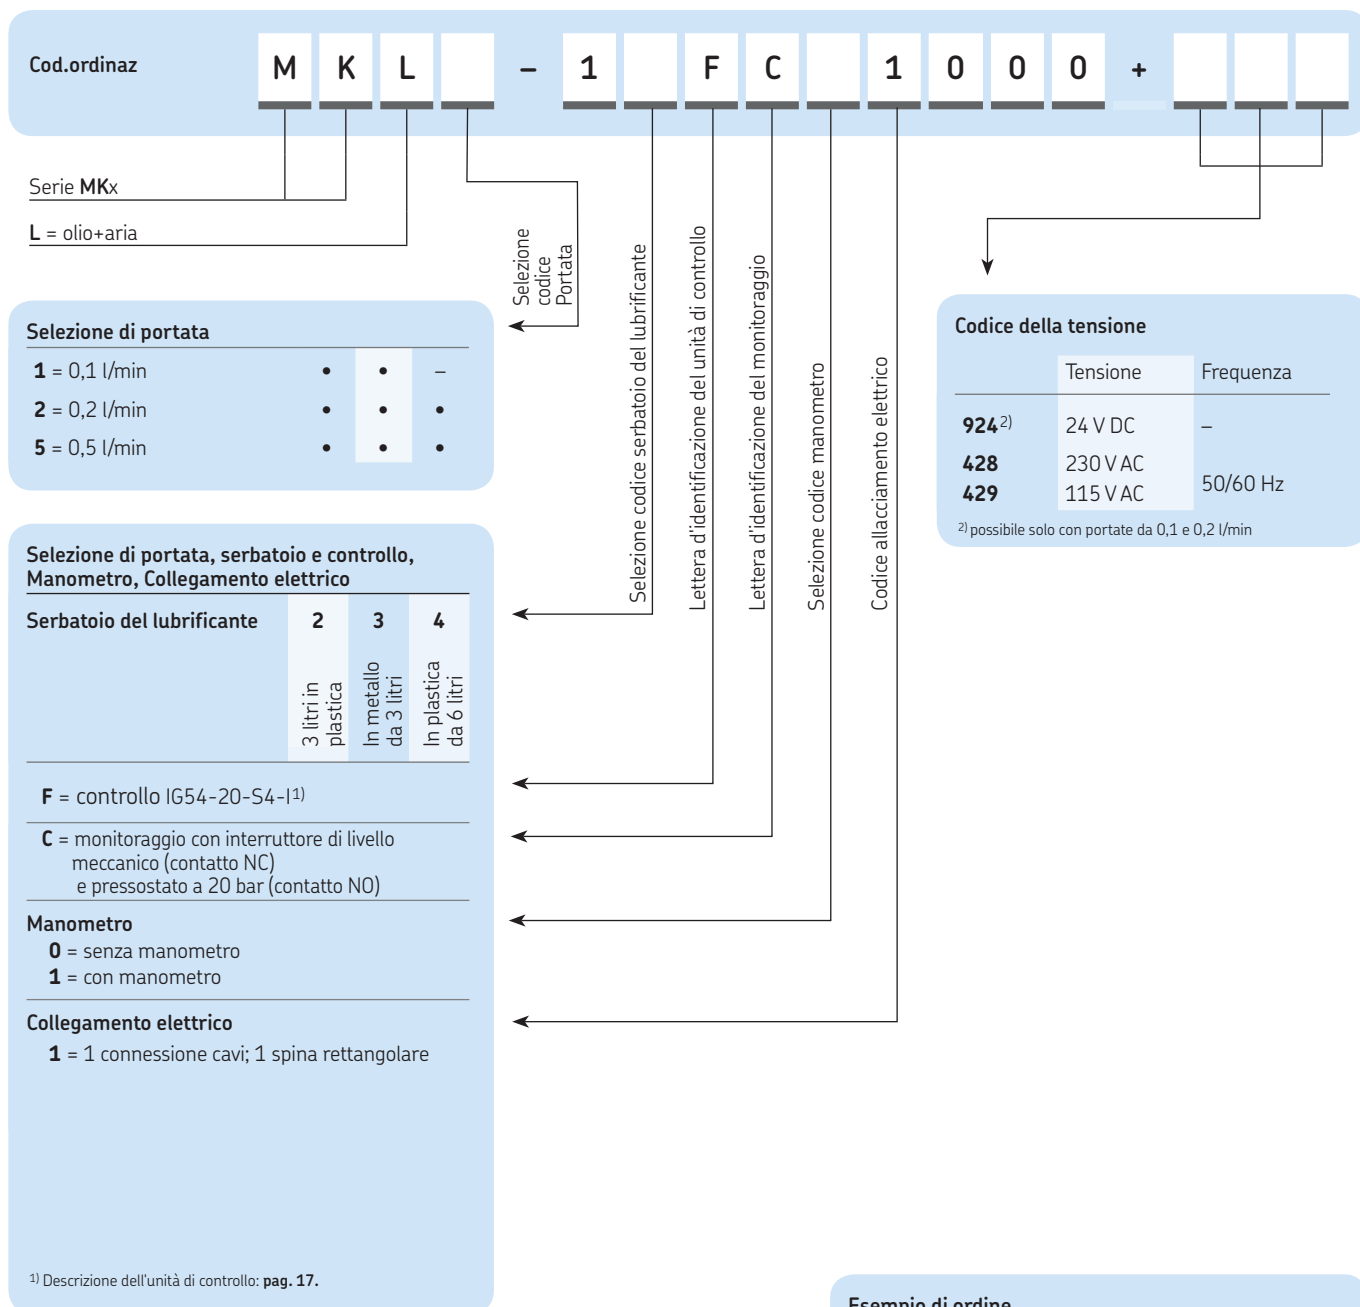 Cod.ordinaz M K L – 1 F C 1 0 0 0 +
Serie MKx
L = olio+aria
Selezione
codice
Portata
Selezione codice serbatoio del lubrificante
Lettera d'identificazione del unità di controllo
Lettera d'identificazione del monitoraggio
Selezione codice manometro
Codice allacciamento elettrico
Selezione di portata
1 = 0,1 l/min • • –
2 = 0,2 l/min • • •
5 = 0,5 l/min • • •
Codice della tensione
Tensione Frequenza
924 2) 24 V DC –
428 230 V AC
429 115 V AC
50/60 Hz
2) possibile solo con portate da 0,1 e 0,2 l/min
Selezione di portata, serbatoio e controllo,
Manometro, Collegamento elettrico
Serbatoio del lubrificante 2 3 4
3 litri in
plastica
In metallo
da 3 litri
In plastica
da 6 litri
F = controllo IG54-20-S4-I1)
C = monitoraggio con interruttore di livello
meccanico (contatto NC)
e pressostato a 20 bar (contatto NO)
Manometro
0 = senza manometro
1 = con manometro
Collegamento elettrico
1 = 1 connessione cavi; 1 spina rettangolare
1) Descrizione dell'unità di controllo: pag. 17.
Esempio di ordine